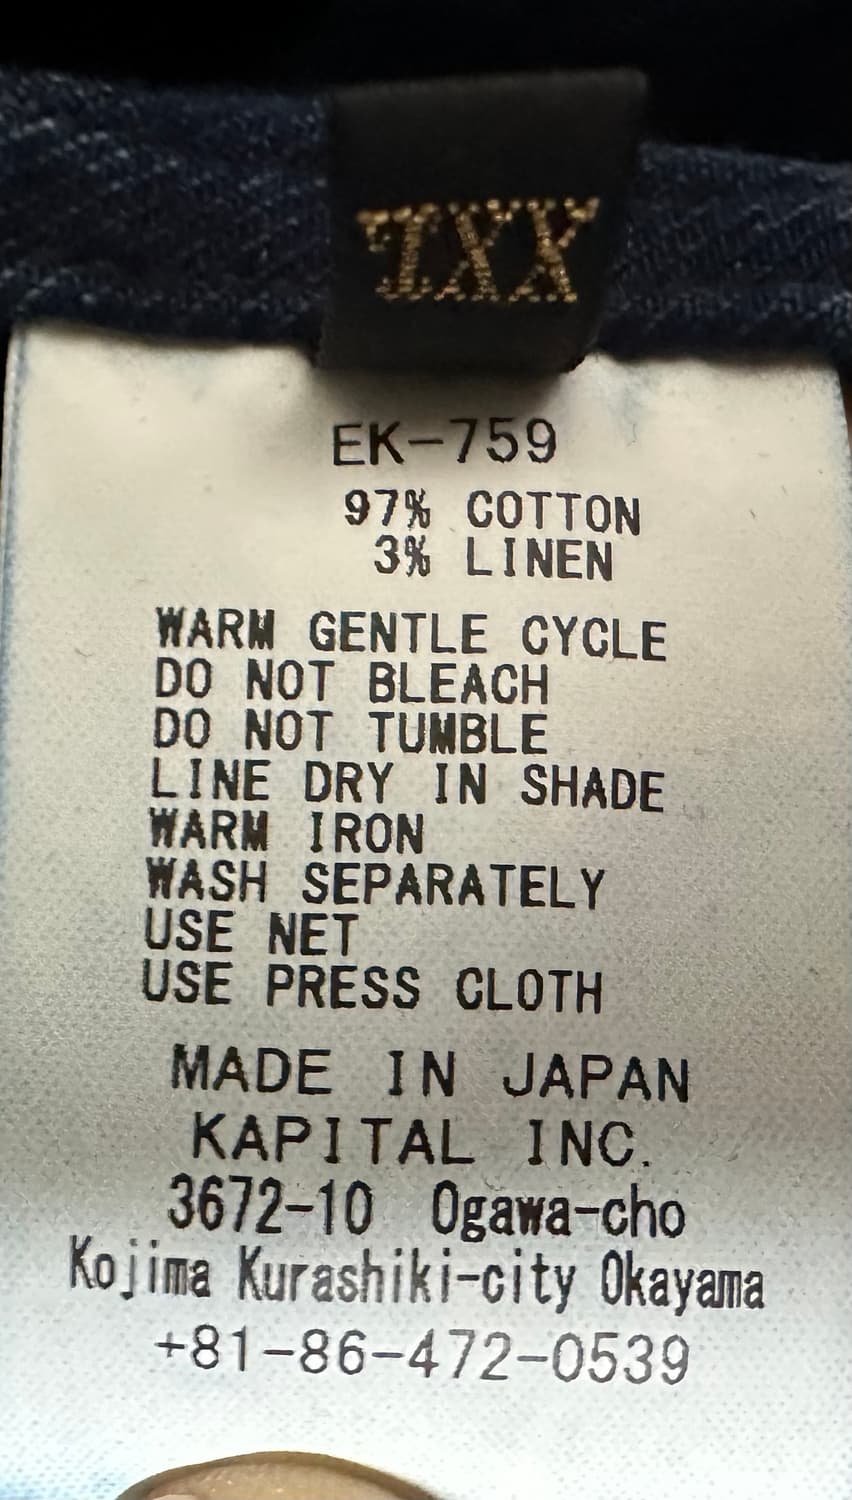 XXL
EK-759
97% COTTON
3% LINEN
WARM GENTLE CYCLE
DO NOT BLEACH
DO NOT TUMBLE
LINE DRY IN SHADE
WARM IRON
WASH SEPARATELY
USE NET
USE PRESS CLOTH
MADE IN JAPAN
KAPITAL INC.
3672-10 Ogawa-cho
Kojima Kurashiki-city Okayama
+81-86-472-0539